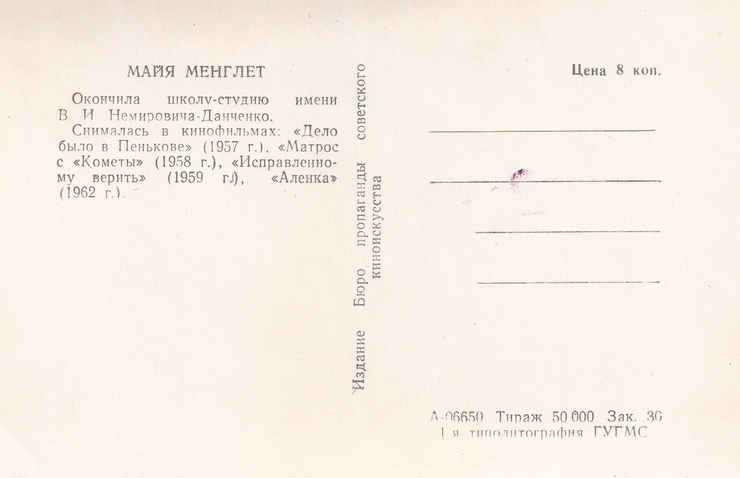 МАЙЯ МЕНГЛЕТ
Окончила школу-студию имени
В И Немировича-Данченко.
Снималась в кинофильмах: «Дело
было в Пенькове» (1957 г.), «Матрос
с «Кометы» (1958 г.), «Исправленно-
му верить» (1959 г.), «Аленка»
(1962 г.).
Издание Бюро пропаганды советского
киноискусства
Цена 8 коп.
А-06650 Тираж 50 000 Зак. 36
1 я типолитография ГУГМС